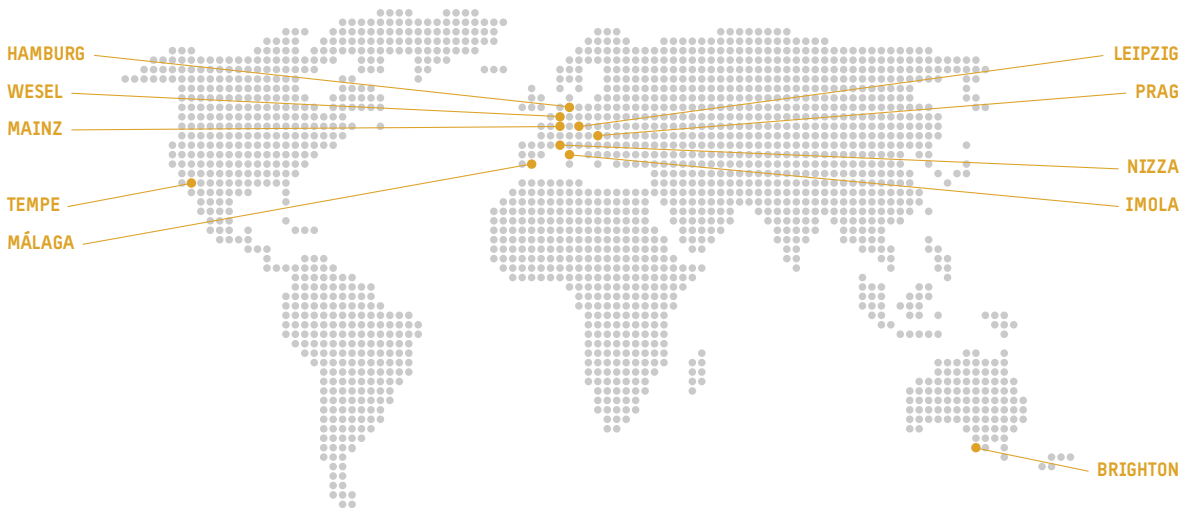 HAMBURG
WESEL
MAINZ
TEMPE
MÁLAGA
LEIPZIG
PRAG
NIZZA
IMOLA
BRIGHTON